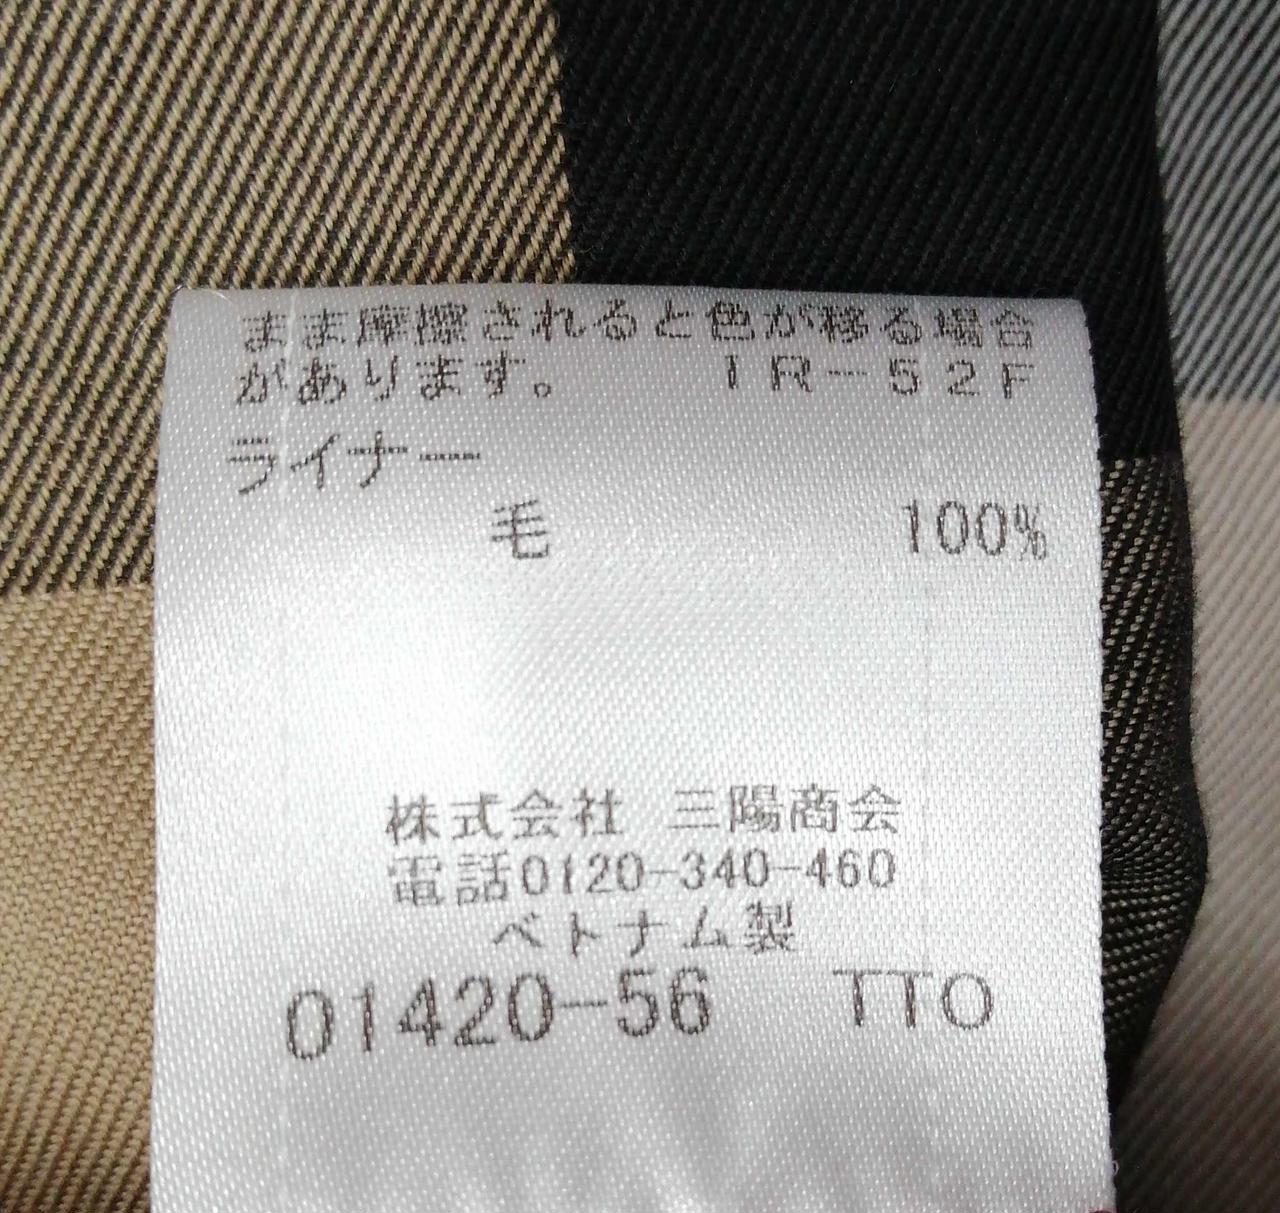 まま摩擦されると色が移る場合
があります。 IR-52F
ライナー
毛 100%
株式会社 三陽商会
電話0120-340-460
ベトナム製
01420-56 TTO